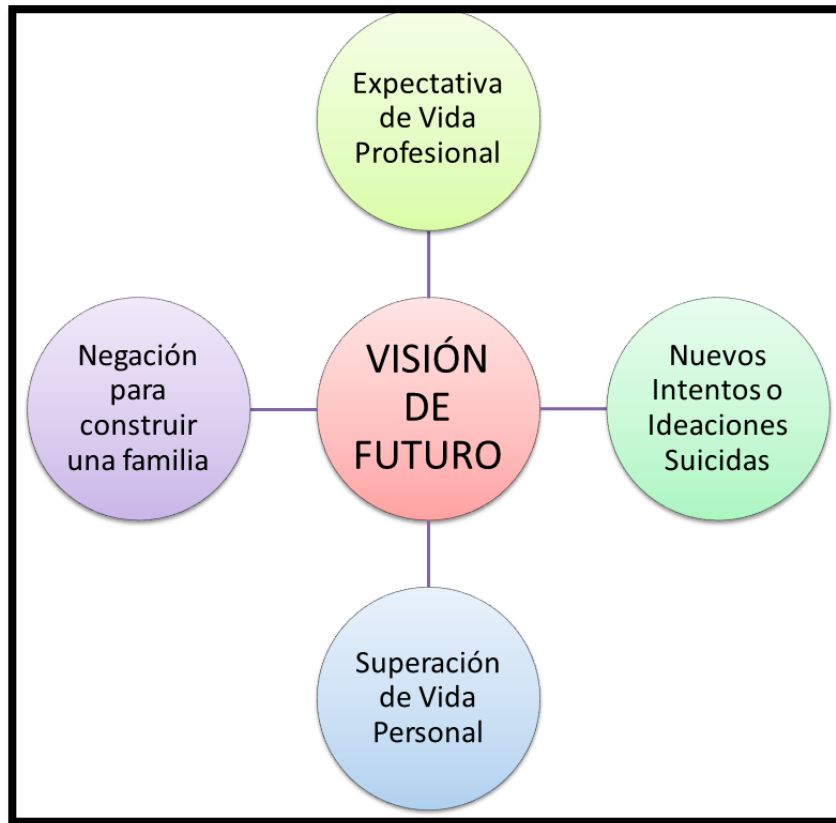 Expectativa
de Vida
Profesional
Negación
para
construir
una familia
VISIÓN
DE
FUTURO
Nuevos
Intentos o
Ideaciones
Suicidas
Superación
de Vida
Personal